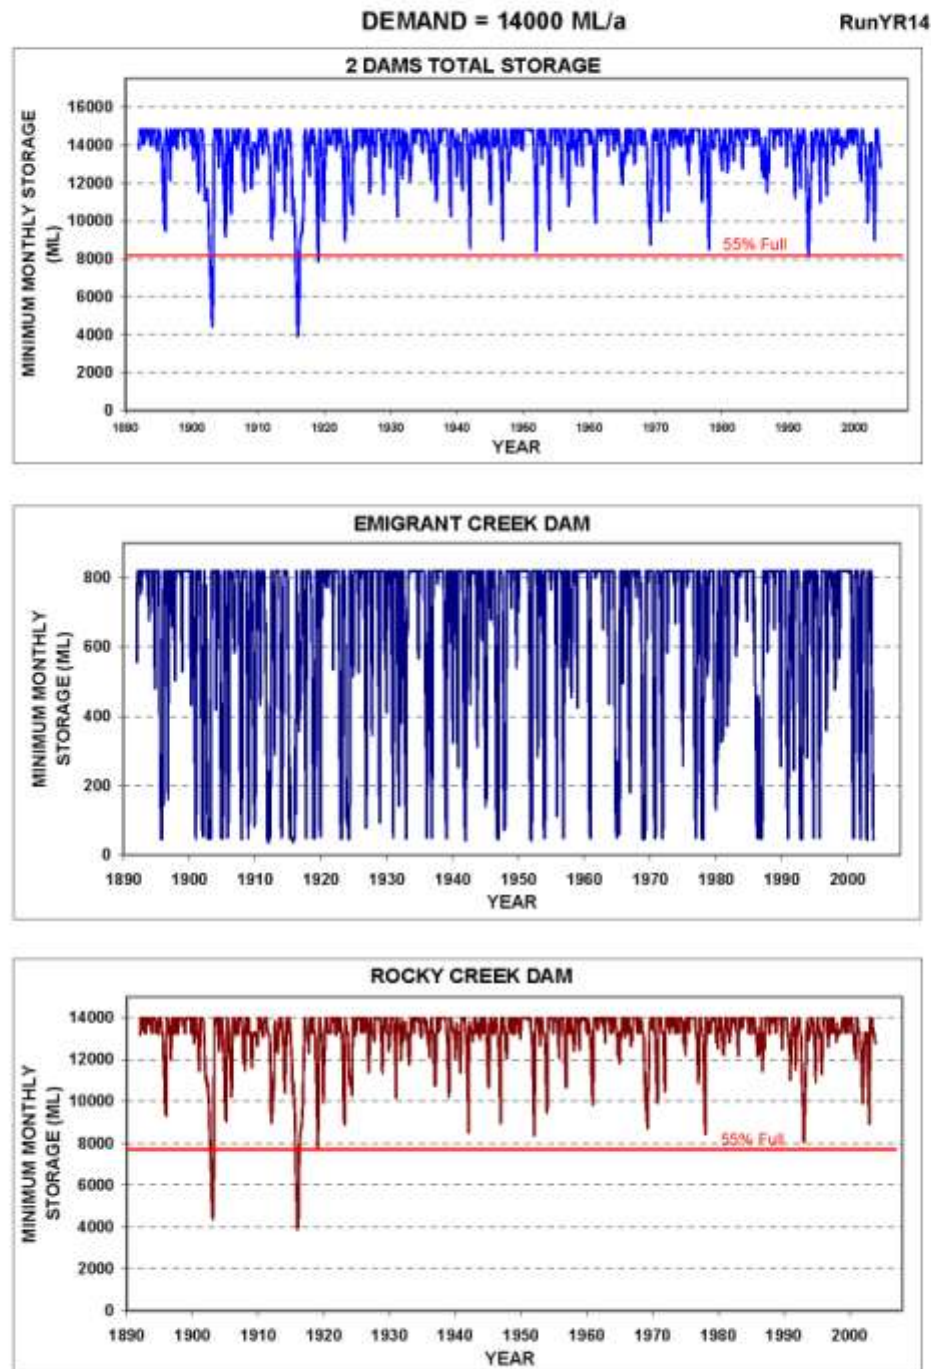 DEMAND = 14000 ML/a
RunYR14
2 DAMS TOTAL STORAGE
MINIMUM MONTHLY STORAGE
(ML)
16000
14000
12000
10000
8000
6000
4000
2000
0
55% Full
1880 1900 1910 1920 1930 1940 1950 1960 1970 1980 1990 2000
YEAR
EMIGRANT CREEK DAM
MINIMUM MONTHLY
STORAGE (ML)
800
600
400
200
0
1890 1900 1910 1920 1930 1940 1950 1960 1970 1980 1990 2000
YEAR
ROCKY CREEK DAM
MINIMUM MONTHLY
STORAGE (ML)
14000
12000
10000
8000
6000
4000
2000
0
55% Full
1890 1900 1910 1920 1930 1940 1950 1960 1970 1980 1990 2000
YEAR